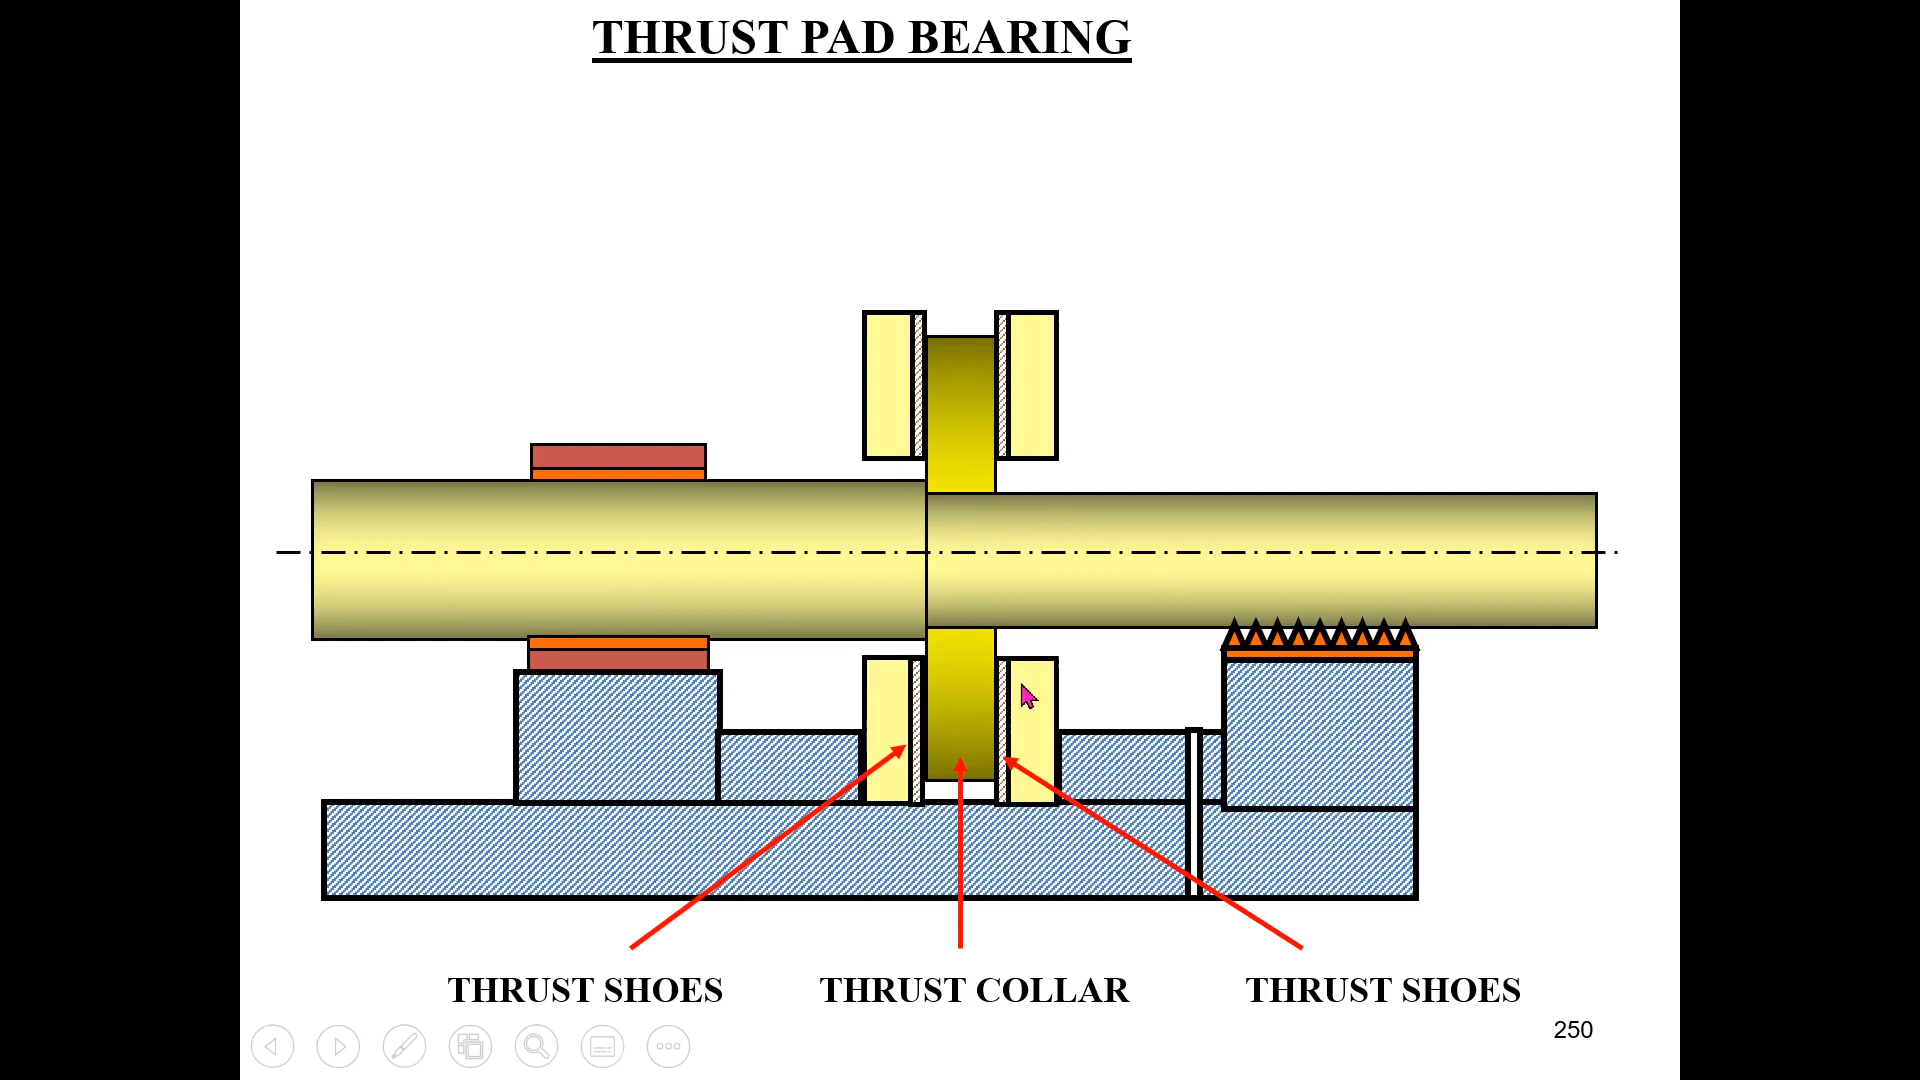 THRUST PAD BEARING
THRUST SHOES
THRUST COLLAR
THRUST SHOES
250